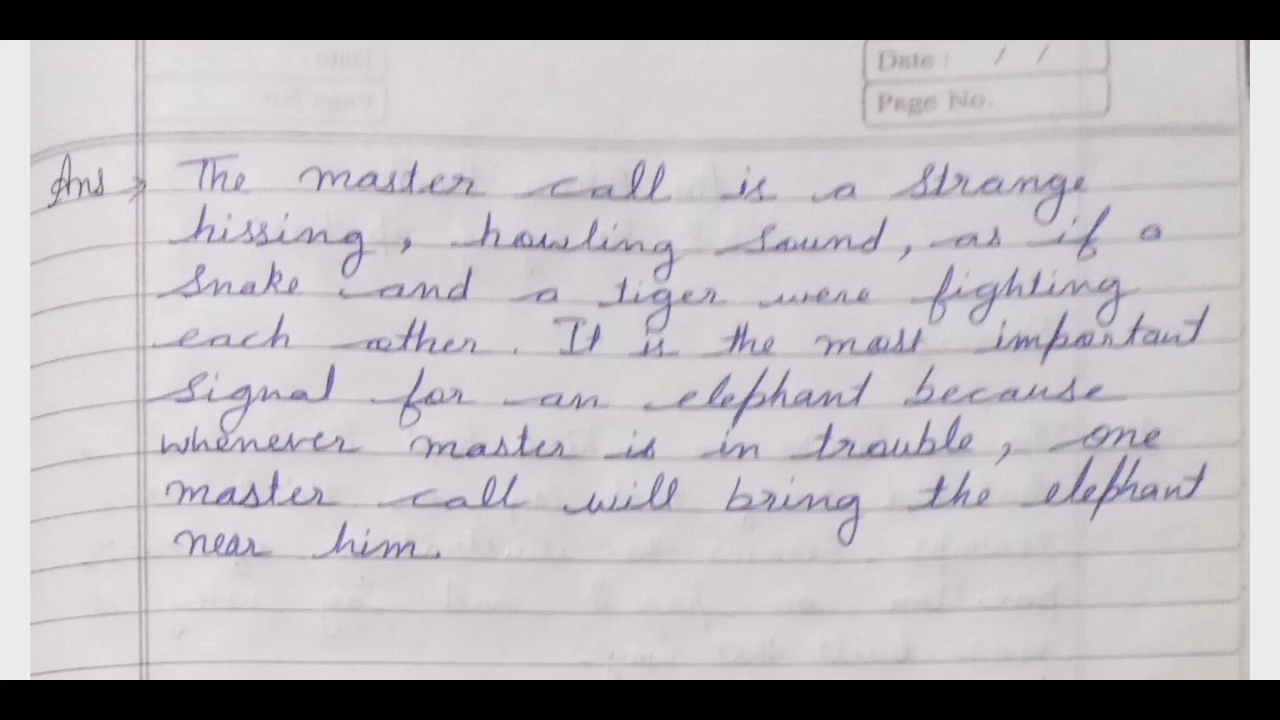 Date : / /
Page No.
Ans → The master call is a strange
hissing, howling sound, as if a
snake and a tiger were fighting
each other. It is the most important
signal for an elephant because
whenever master is in trouble, one
master call will bring the elephant
near him.